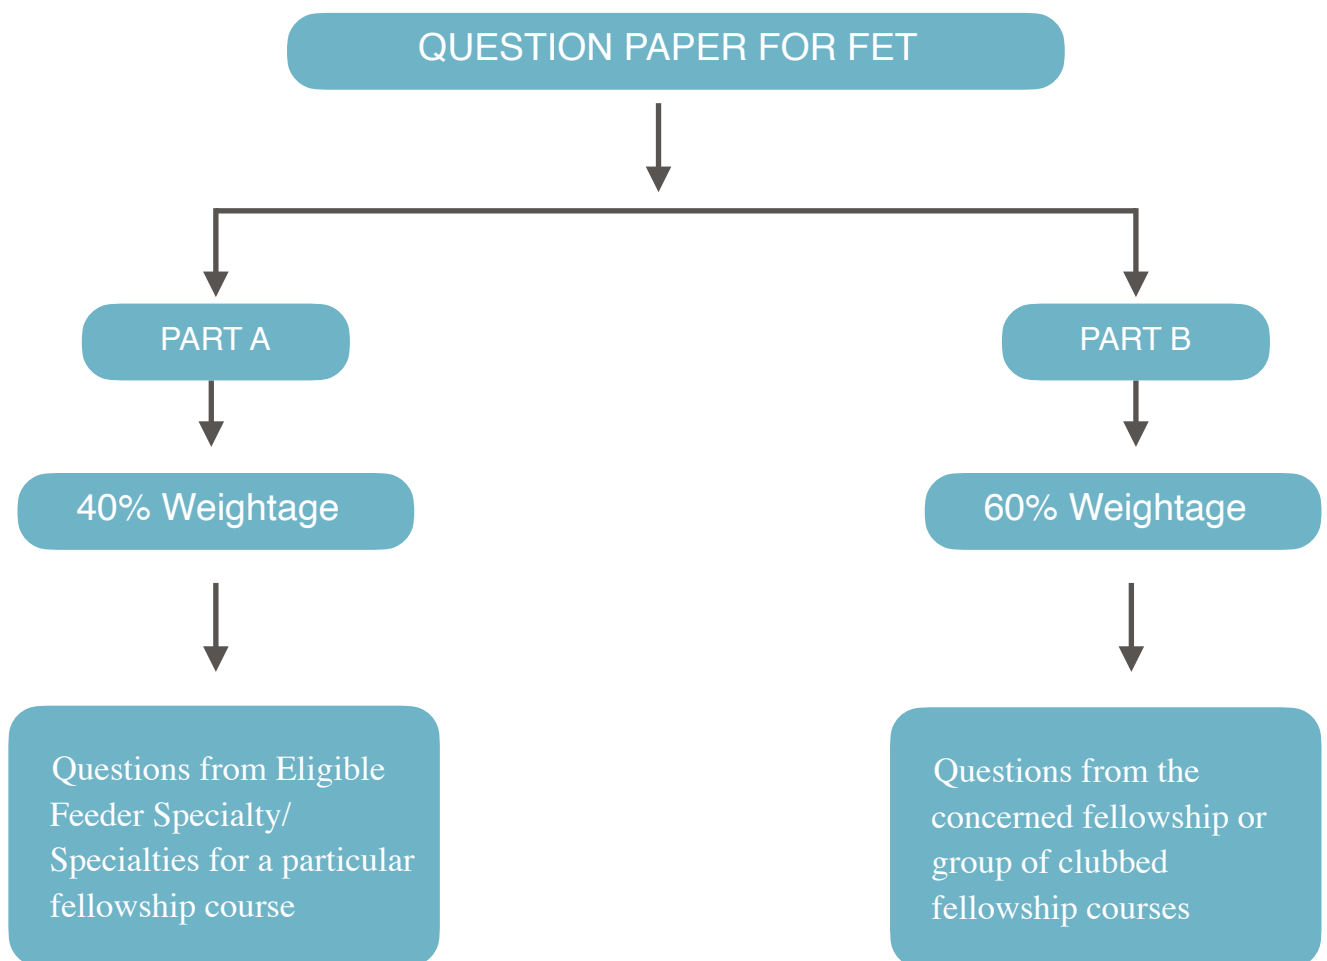 QUESTION PAPER FOR FET
PART A
PART B
40% Weightage
60% Weightage
Questions from Eligible
Feeder Specialty/
Specialties for a particular
fellowship course
Questions from the
concerned fellowship or
group of clubbed
fellowship courses